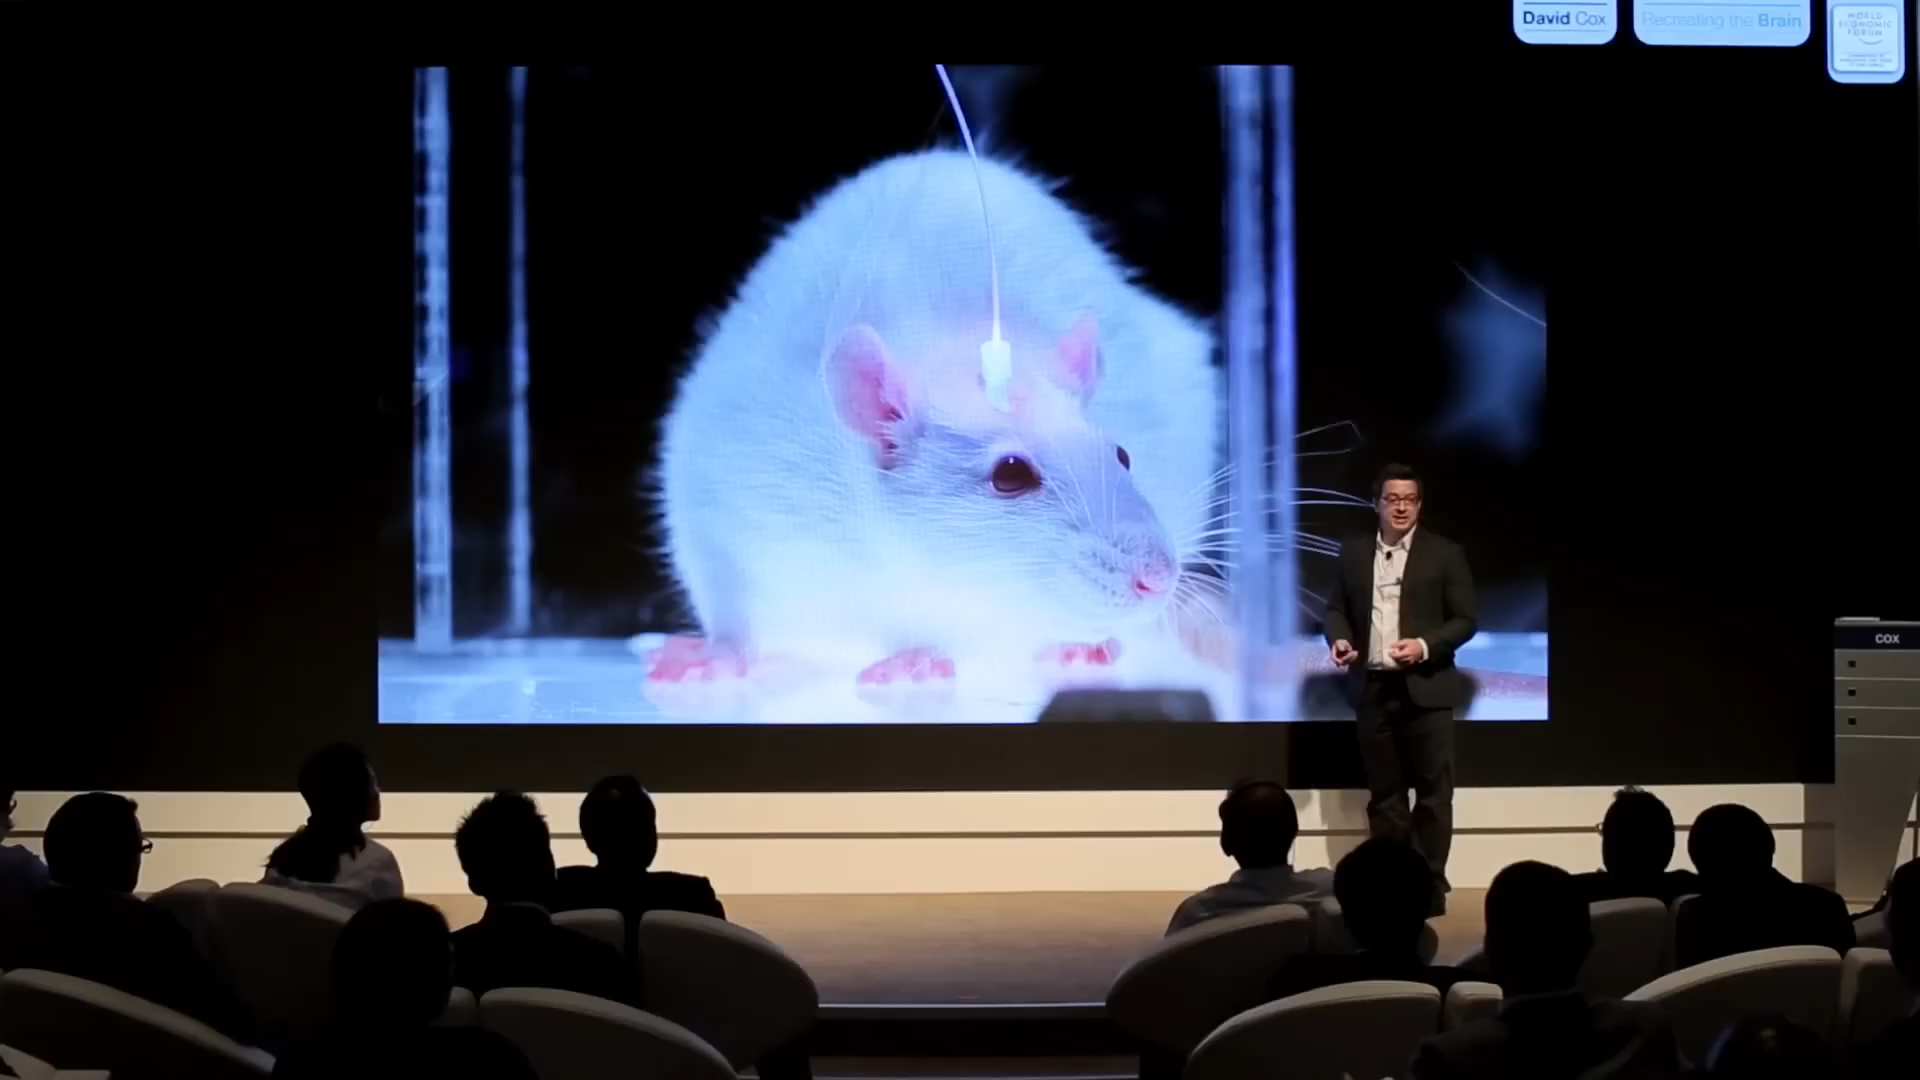 David Cox
Recreating the Brain
WORLD
ECONOMIC
FORUM
COX